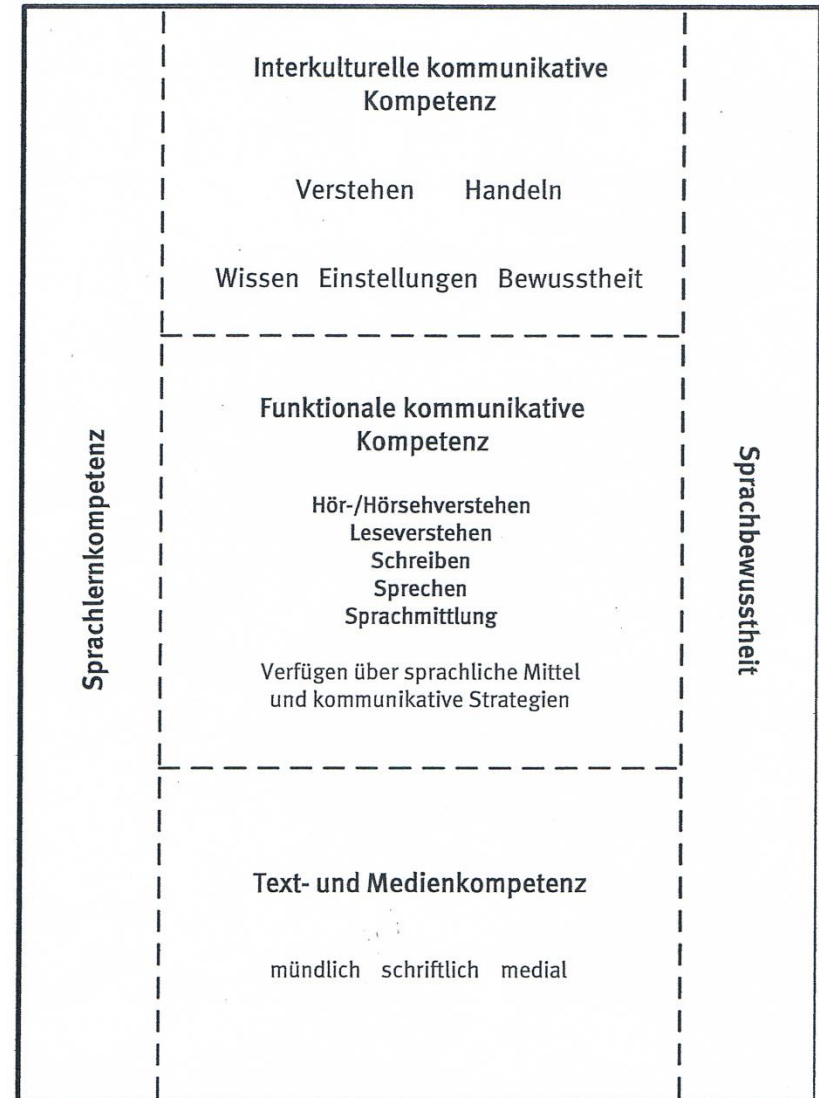 Interkulturelle kommunikative
Kompetenz
Verstehen Handeln
Wissen Einstellungen Bewusstheit
Funktionale kommunikative
Kompetenz
Hör-/Hörsehverstehen
Leseverstehen
Schreiben
Sprechen
Sprachmittlung
Verfügen über sprachliche Mittel
und kommunikative Strategien
Text- und Medienkompetenz
mündlich schriftlich medial
Sprachlernkompetenz
Sprachbewusstheit